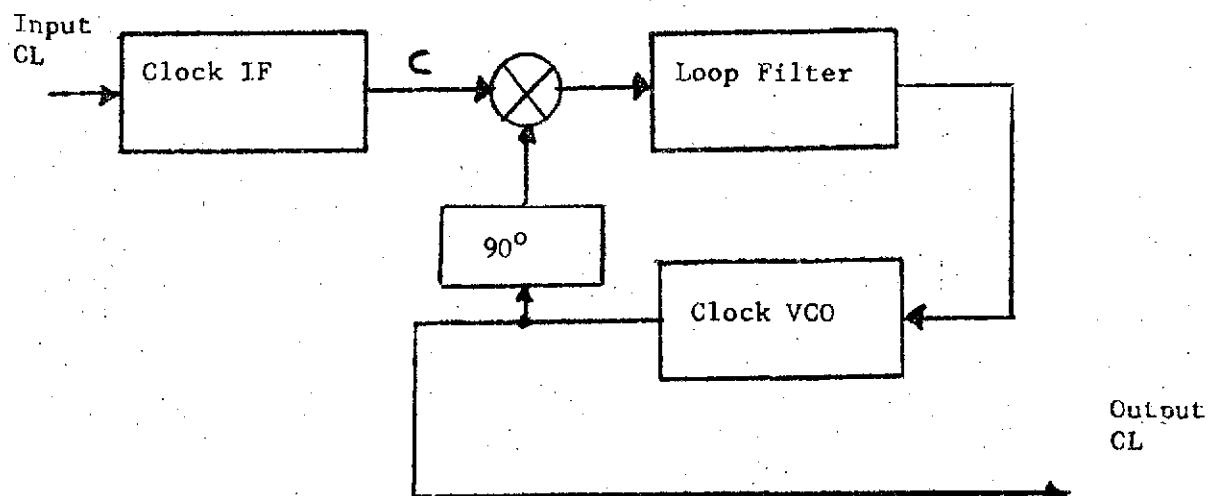 Input
CL
Clock IF
C
Loop Filter
90°
Clock VCO
Output
CL